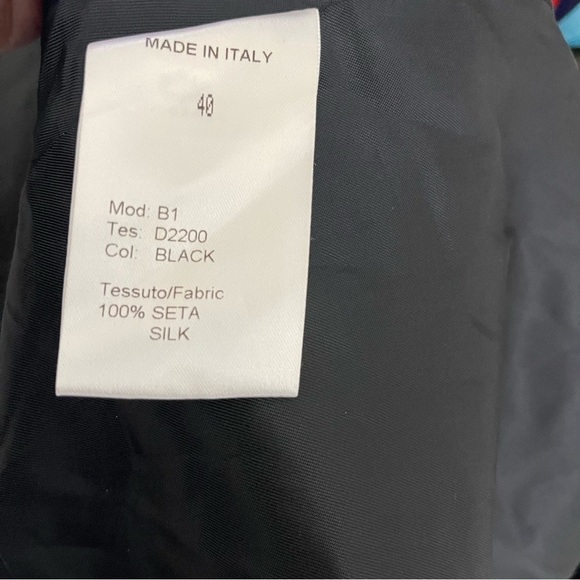 MADE IN ITALY
40
Mod: B1
Tes: D2200
Col: BLACK
Tessuto/Fabric
100% SETA
SILK